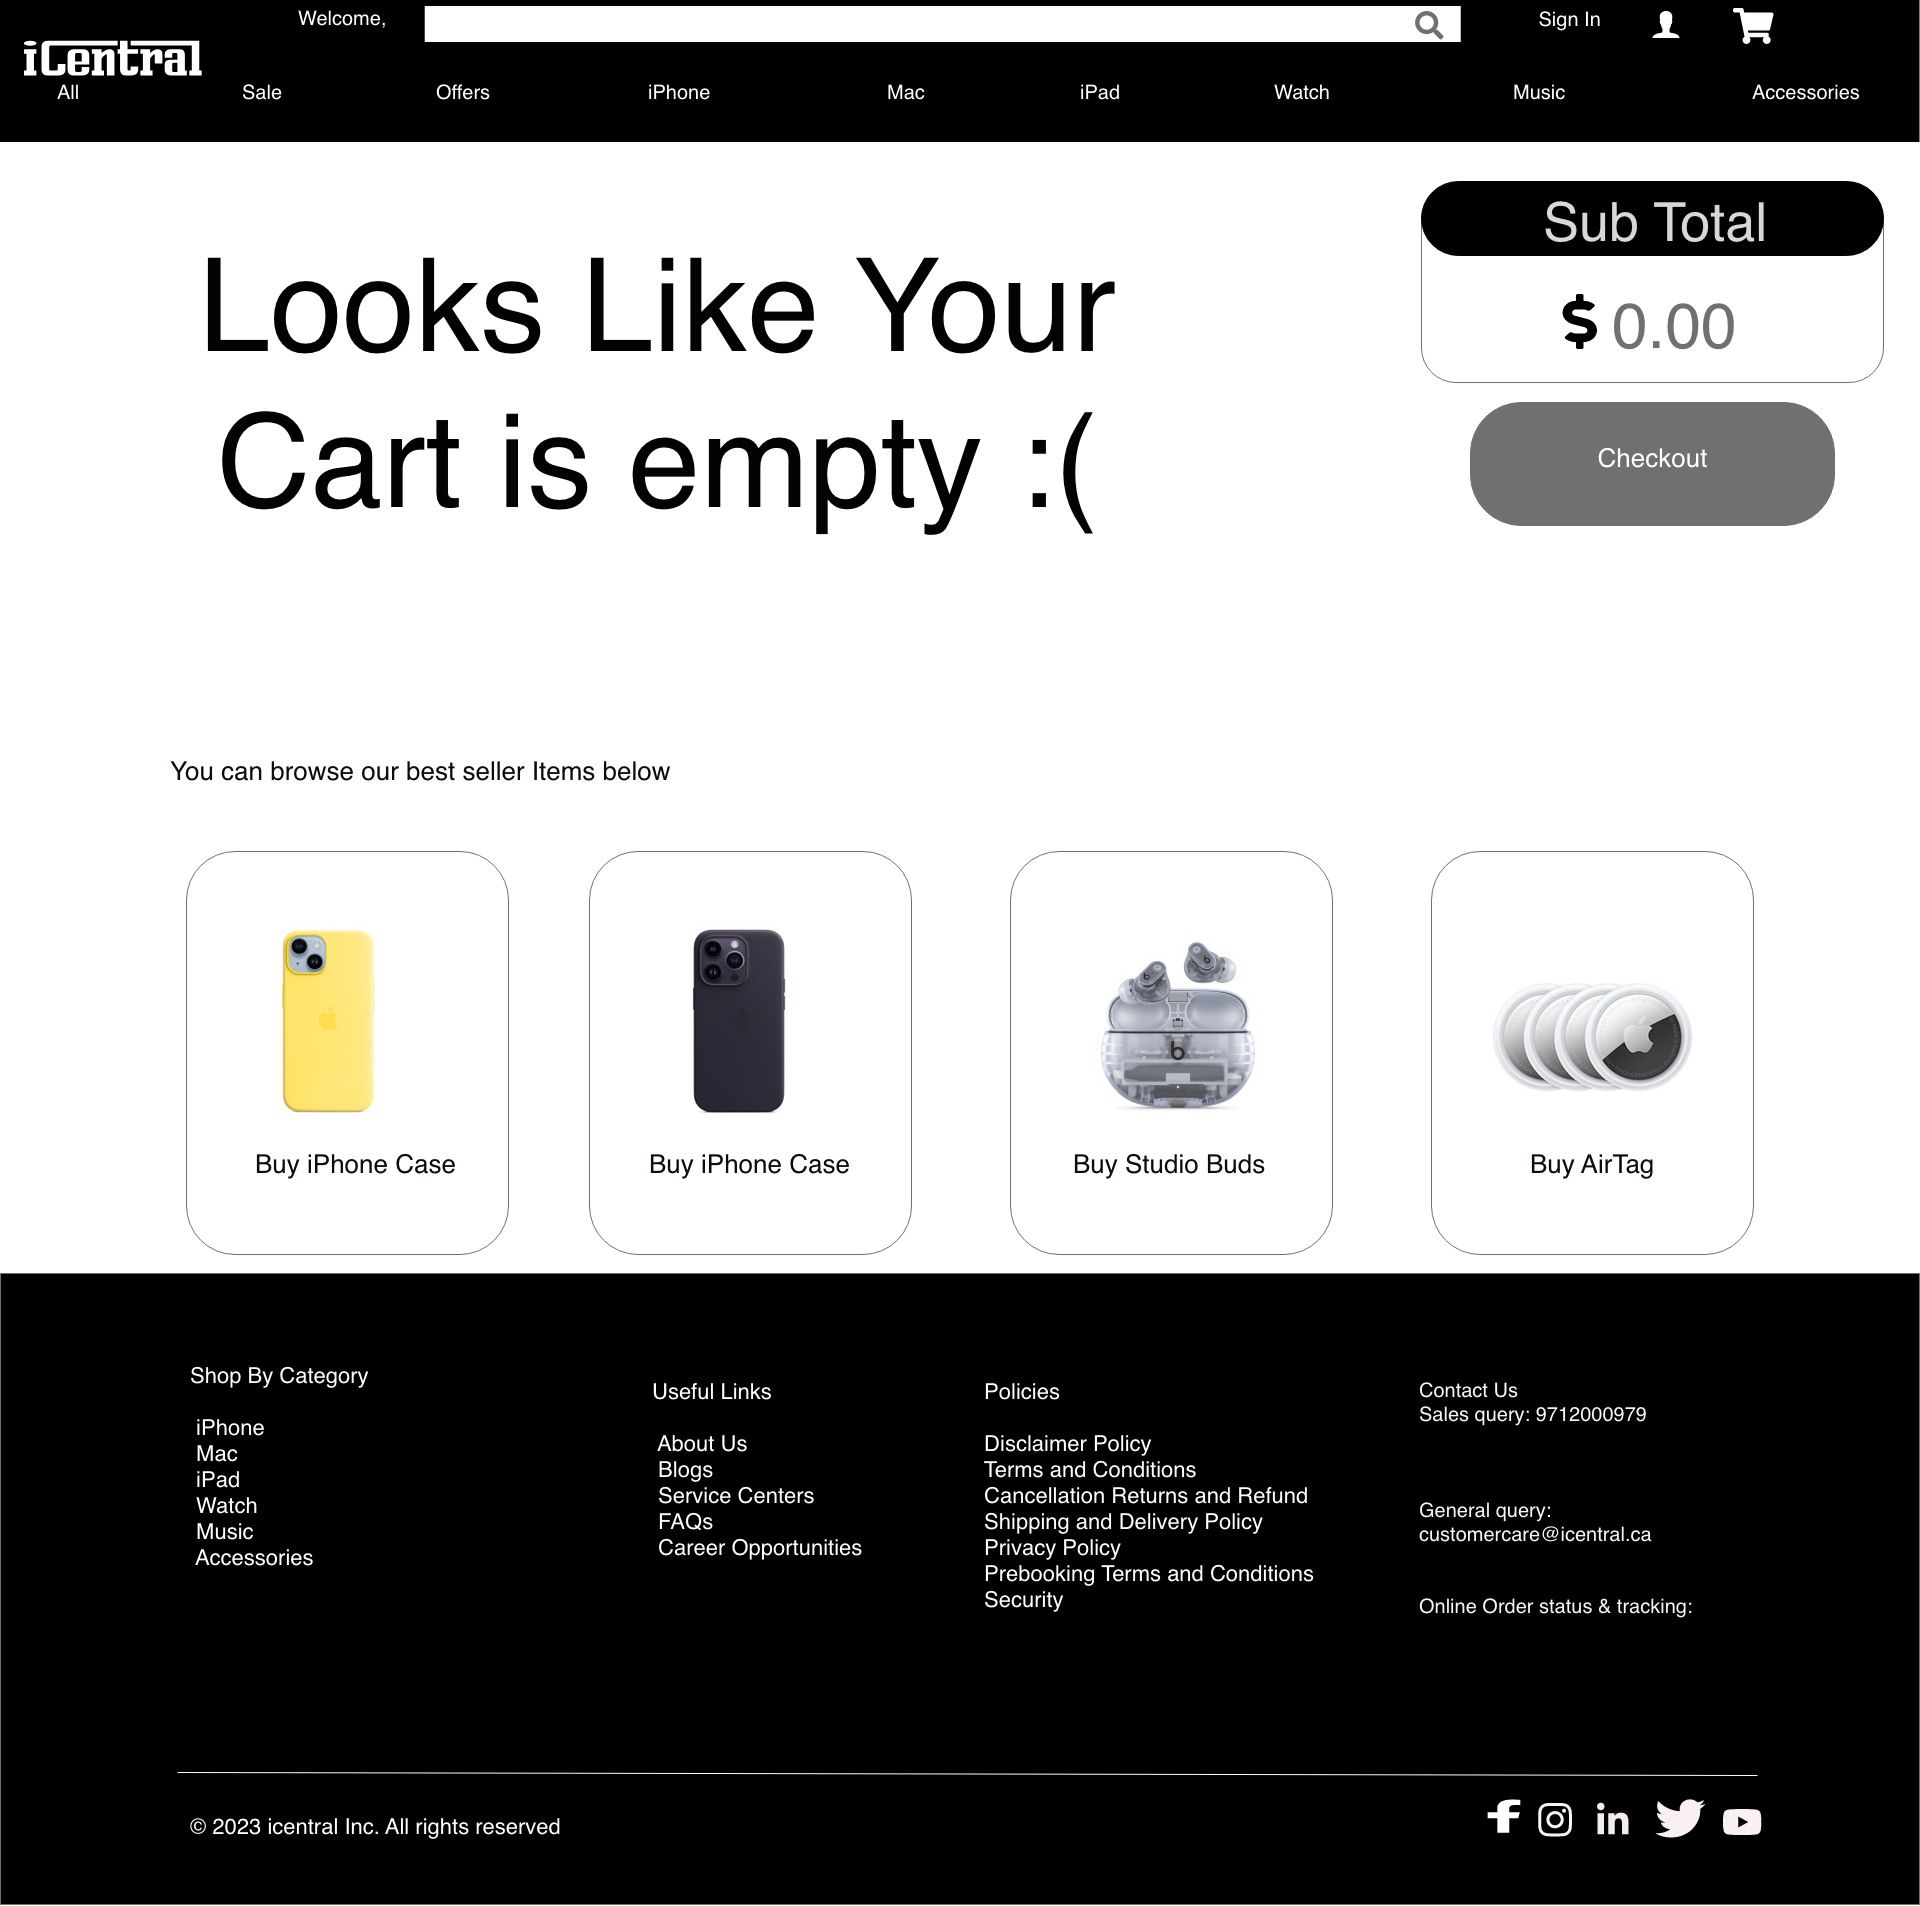 Welcome,
Sign In
iCentral
All
Sale
Offers
iPhone
Mac
iPad
Watch
Music
Accessories
Looks Like Your
Cart is empty :(
Sub Total
$ 0.00
Checkout
You can browse our best seller Items below
Buy iPhone Case
Buy iPhone Case
Buy Studio Buds
Buy AirTag
Shop By Category
iPhone
Mac
iPad
Watch
Music
Accessories
Useful Links
About Us
Blogs
Service Centers
FAQs
Career Opportunities
Policies
Disclaimer Policy
Terms and Conditions
Cancellation Returns and Refund
Shipping and Delivery Policy
Privacy Policy
Prebooking Terms and Conditions
Security
Contact Us
Sales query: 9712000979
General query:
customercare@icentral.ca
Online Order status & tracking:
© 2023 icentral Inc. All rights reserved